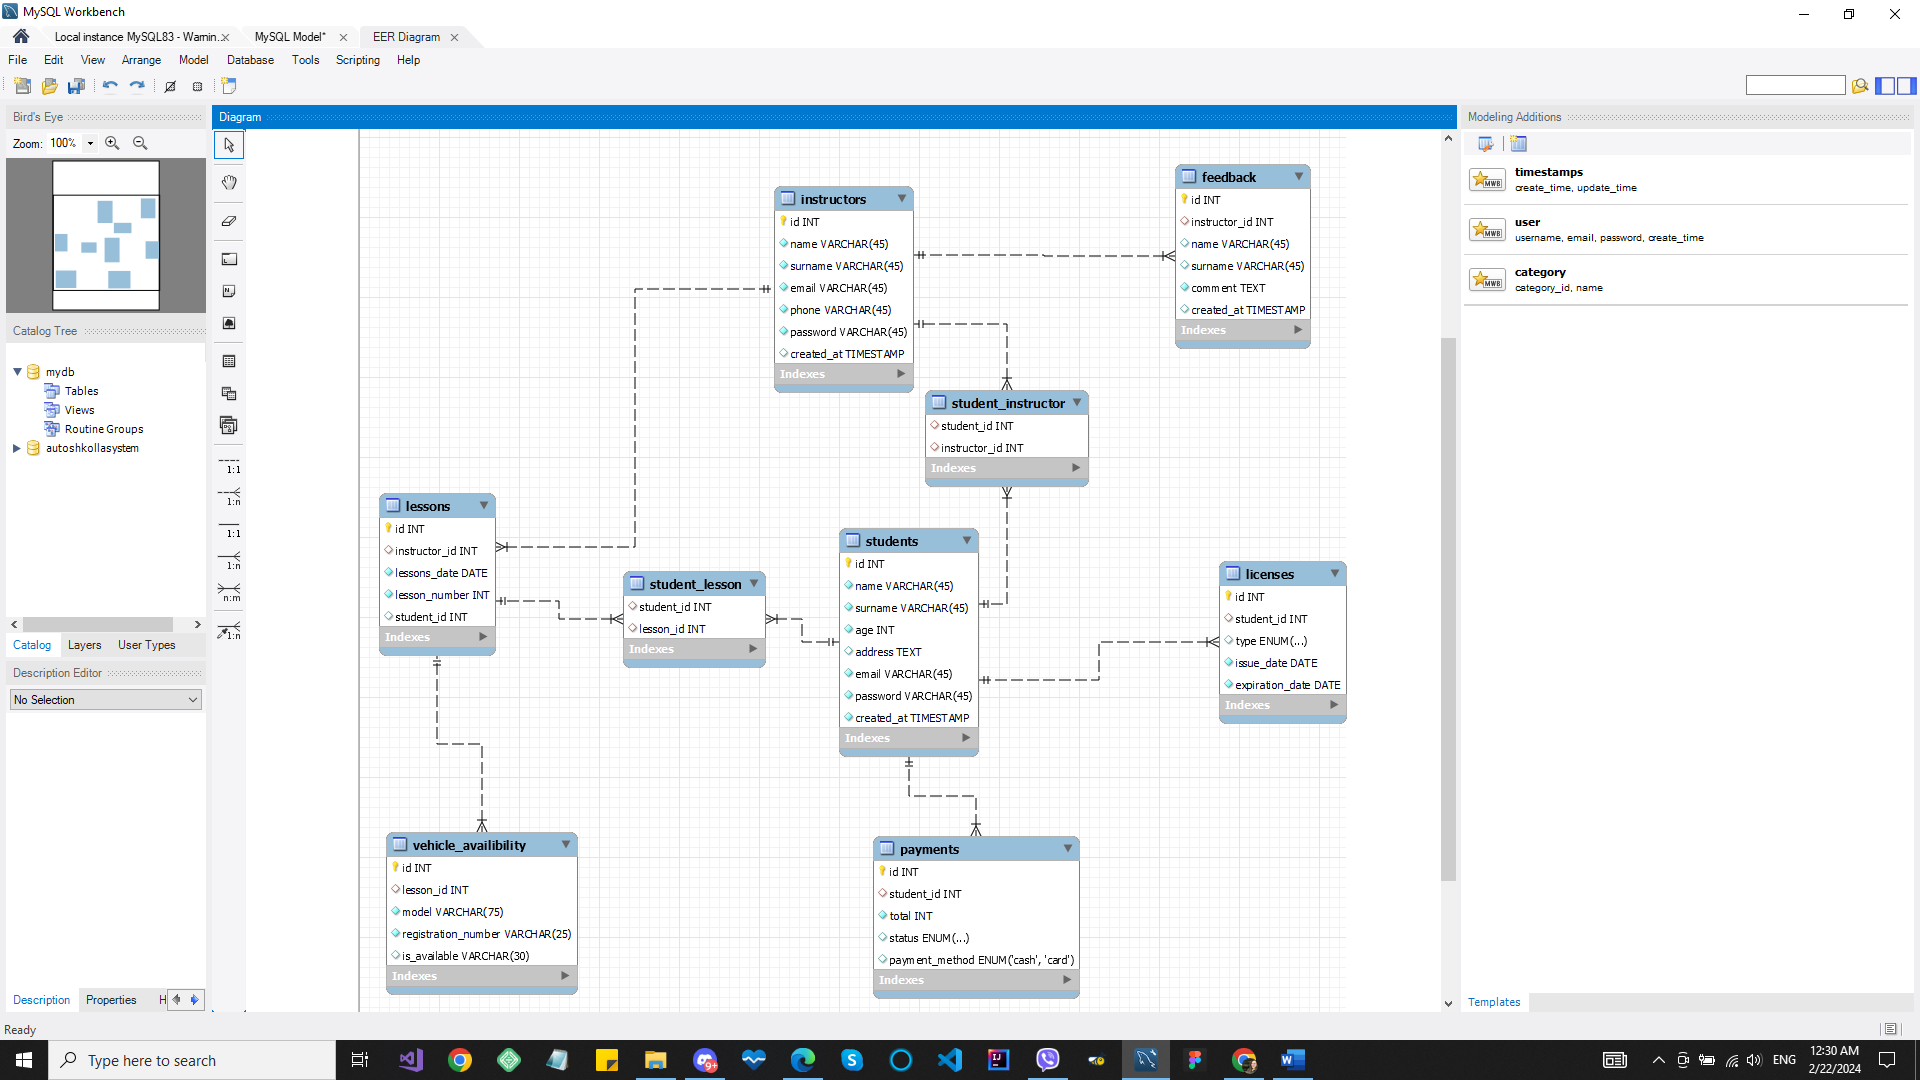 MySQL Workbench
Local instance MySQL83 - Warnin...
MySQL Model*
EER Diagram
File Edit View Arrange Model Database Tools Scripting Help
Bird's Eye
Zoom: 100%
Catalog Tree
mydb
Tables
Views
Routine Groups
autoshkollasystem
Catalog Layers User Types
Description Editor
No Selection
Description Properties H
Diagram
1:1
1:n
1:1
1:n
n:m
1:n
instructors
id INT
name VARCHAR(45)
surname VARCHAR(45)
email VARCHAR(45)
phone VARCHAR(45)
password VARCHAR(45)
created_at TIMESTAMP
Indexes
feedback
id INT
instructor_id INT
name VARCHAR(45)
surname VARCHAR(45)
comment TEXT
created_at TIMESTAMP
Indexes
student_instructor
student_id INT
instructor_id INT
Indexes
lessons
id INT
instructor_id INT
lessons_date DATE
lesson_number INT
student_id INT
Indexes
student_lesson
student_id INT
lesson_id INT
Indexes
students
id INT
name VARCHAR(45)
surname VARCHAR(45)
age INT
address TEXT
email VARCHAR(45)
password VARCHAR(45)
created_at TIMESTAMP
Indexes
licenses
id INT
student_id INT
type ENUM(...)
issue_date DATE
expiration_date DATE
Indexes
vehicle_availibility
id INT
lesson_id INT
model VARCHAR(75)
registration_number VARCHAR(25)
is_available VARCHAR(30)
Indexes
payments
id INT
student_id INT
total INT
status ENUM(...)
payment_method ENUM('cash', 'card')
Indexes
Modeling Additions
MWB
timestamps
create_time, update_time
MWB
user
username, email, password, create_time
MWB
category
category_id, name
Templates
Ready
Type here to search
9+
ENG
12:30 AM
2/22/2024